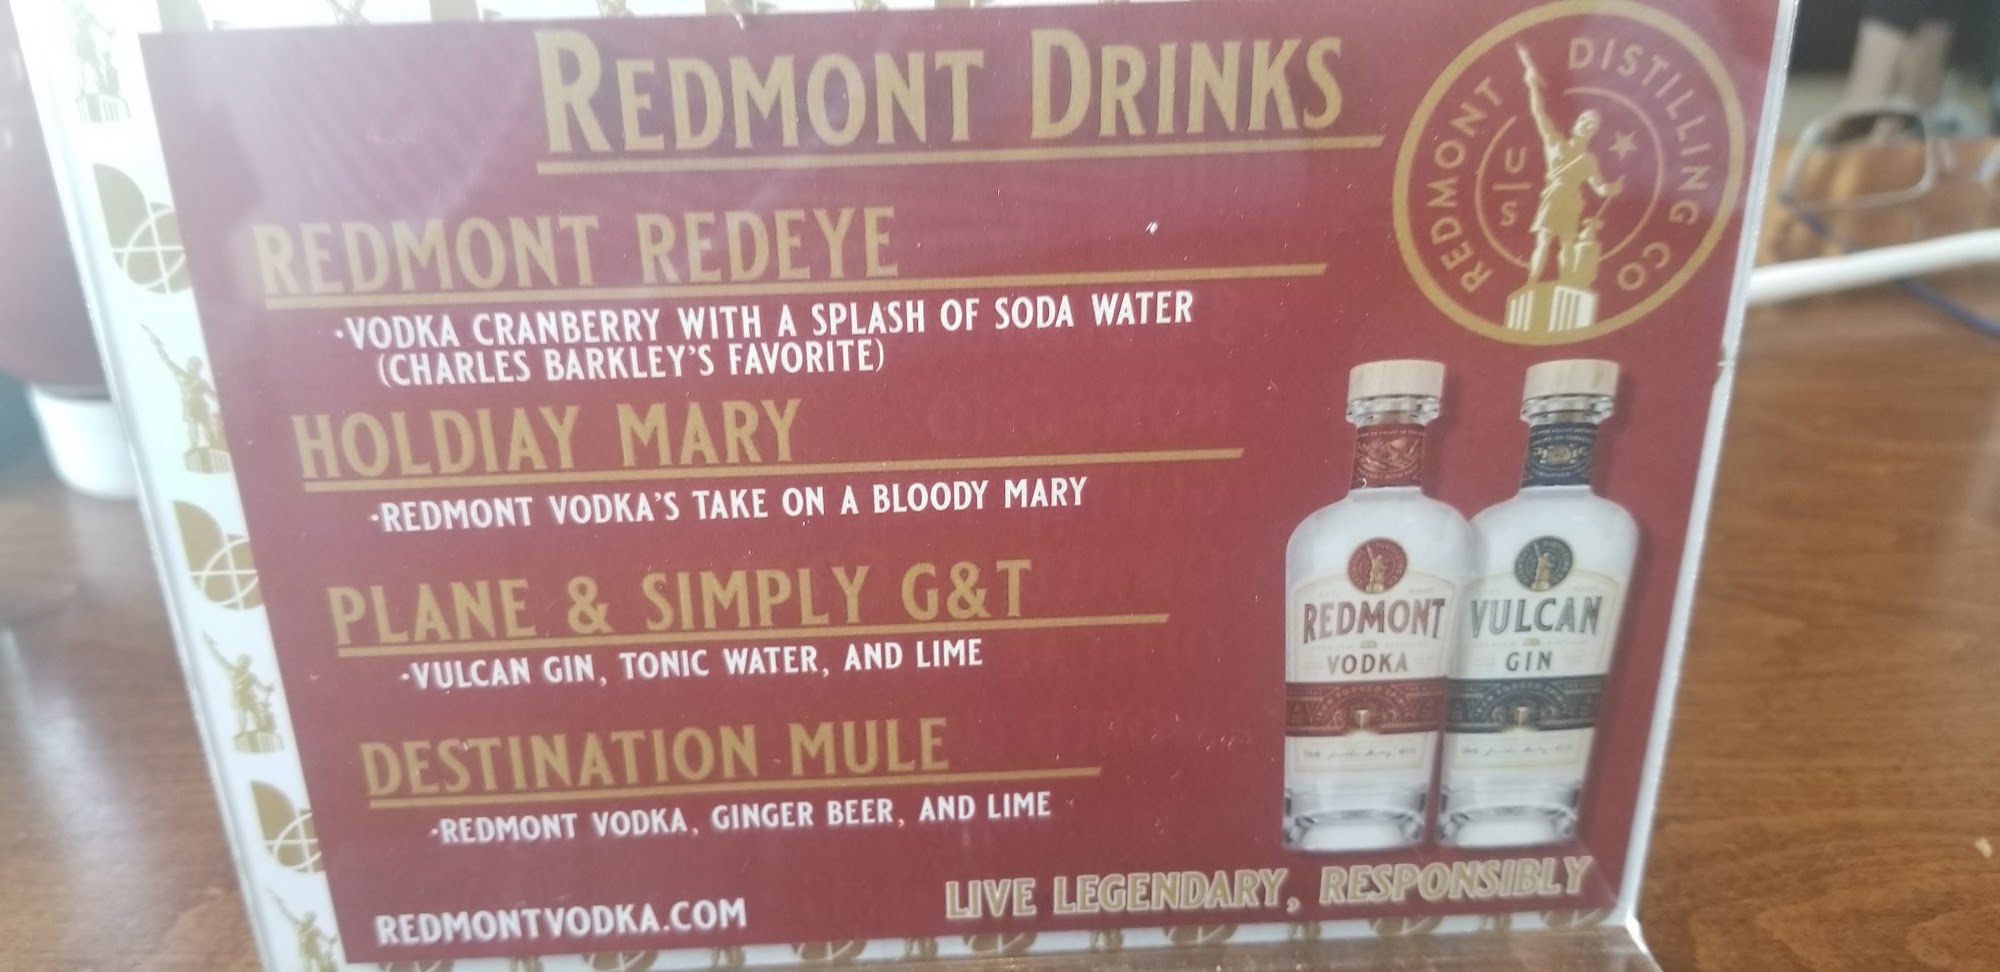 REDMONT DRINKS
REDMONT DISTILLING CO
U S
REDMONT REDEYE
·VODKA CRANBERRY WITH A SPLASH OF SODA WATER
(CHARLES BARKLEY'S FAVORITE)
HOLDIAY MARY
·REDMONT VODKA'S TAKE ON A BLOODY MARY
PLANE & SIMPLY G&T
·VULCAN GIN, TONIC WATER, AND LIME
DESTINATION MULE
·REDMONT VODKA, GINGER BEER, AND LIME
REDMONT
VODKA
VULCAN
GIN
LIVE LEGENDARY, RESPONSIBLY
REDMONTVODKA.COM